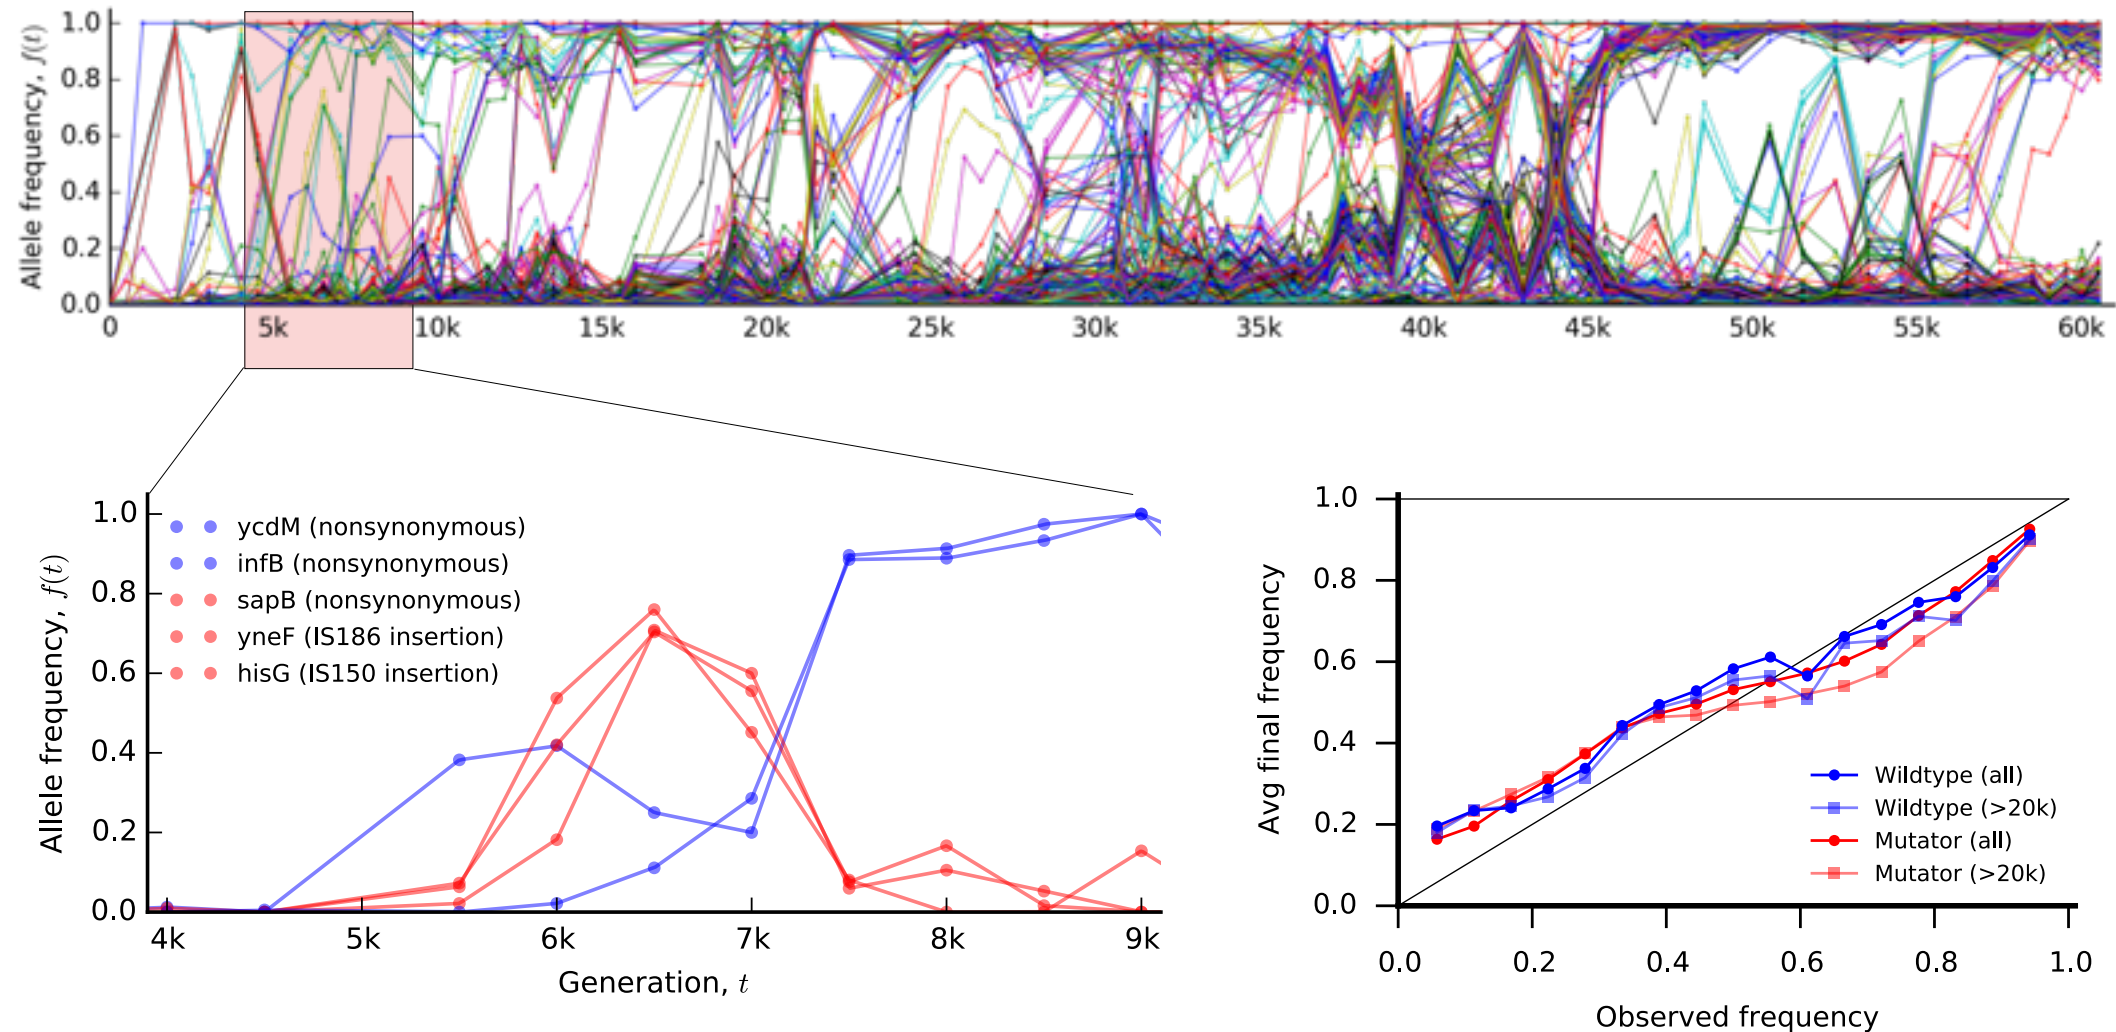 Allele frequency, f(t)
1.0
0.8
0.6
0.4
0.2
0.0
0 5k 10k 15k 20k 25k 30k 35k 40k 45k 50k 55k 60k
Allele frequency, f(t)
1.0
0.8
0.6
0.4
0.2
0.0
ycdM (nonsynonymous)
infB (nonsynonymous)
sapB (nonsynonymous)
yneF (IS186 insertion)
hisG (IS150 insertion)
4k 5k 6k 7k 8k 9k
Generation, t
Avg final frequency
1.0
0.8
0.6
0.4
0.2
0.0
Wildtype (all)
Wildtype (>20k)
Mutator (all)
Mutator (>20k)
0.0 0.2 0.4 0.6 0.8 1.0
Observed frequency